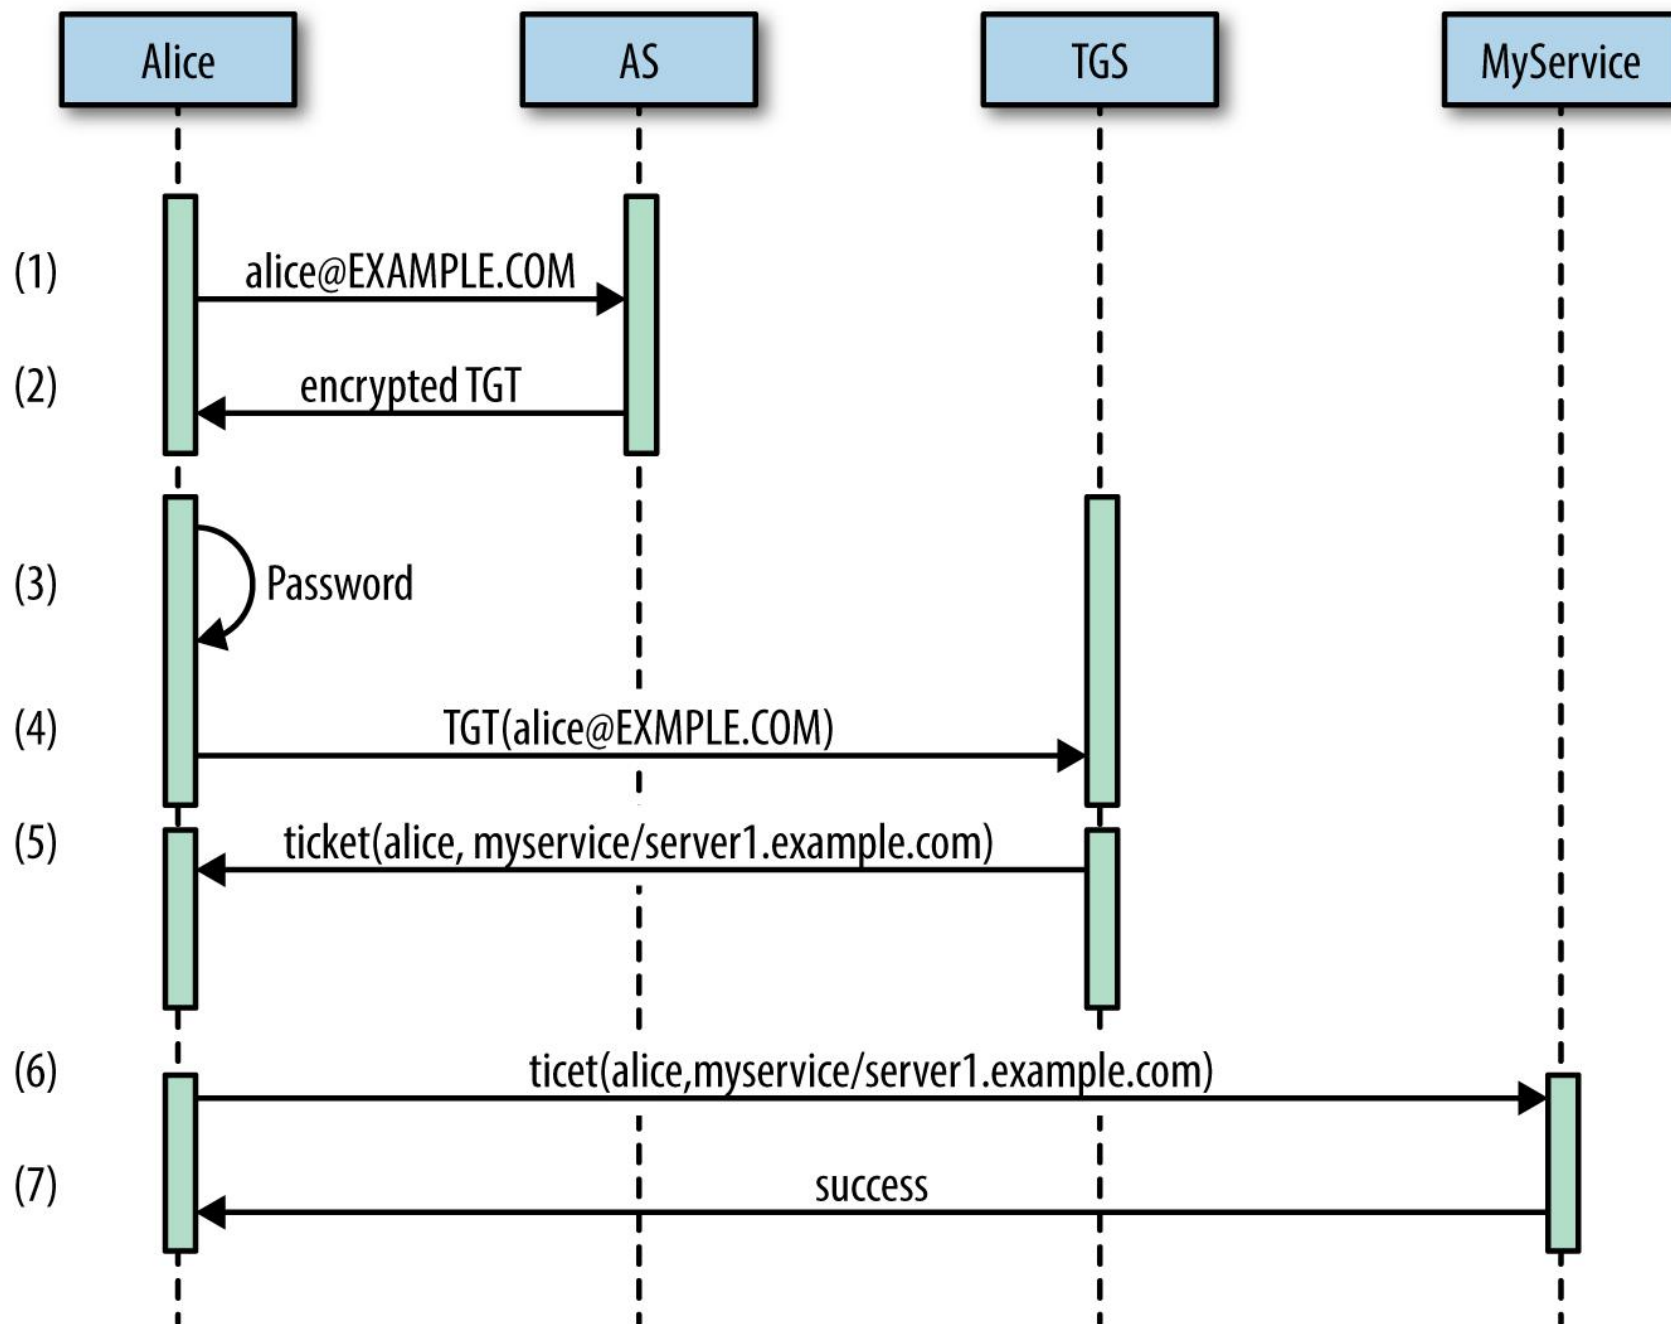 Alice
AS
TGS
MyService
(1)
alice@EXAMPLE.COM
(2)
encrypted TGT
(3)
Password
(4)
TGT(alice@EXMPLE.COM)
(5)
ticket(alice, myservice/server1.example.com)
(6)
ticet(alice,myservice/server1.example.com)
(7)
success